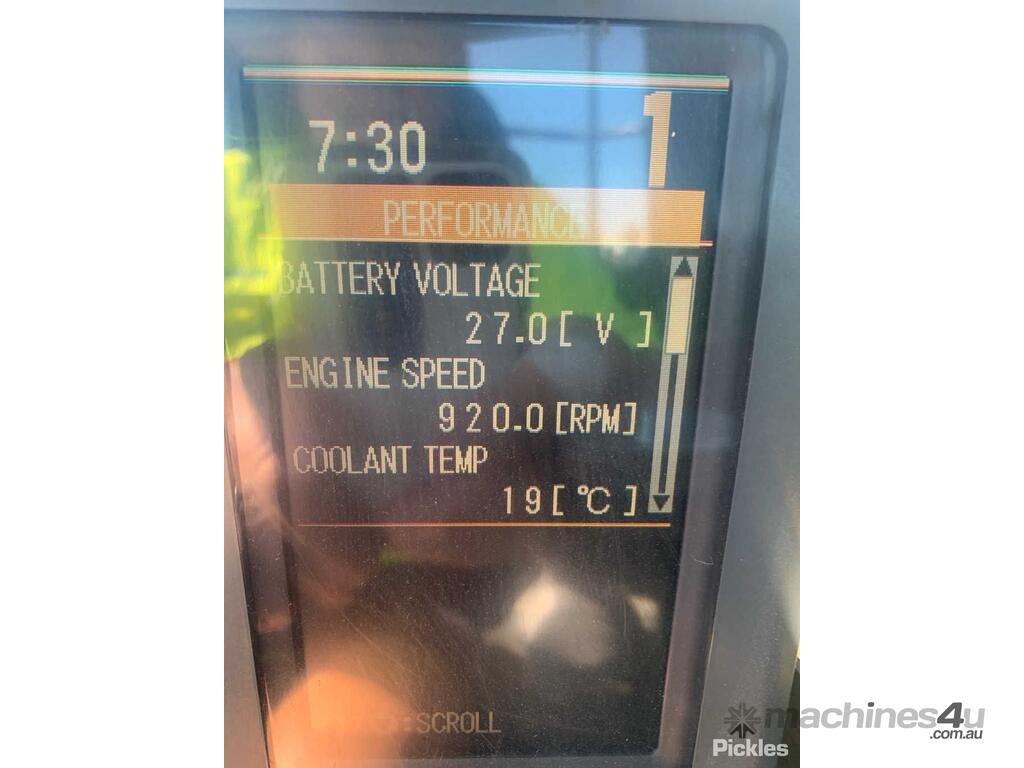 7:30
1
PERFORMANCE
BATTERY VOLTAGE
27.0[ V ]
ENGINE SPEED
920.0[RPM]
COOLANT TEMP
19[ ℃ ]
:SCROLL
machines4u
.com.au
Pickles